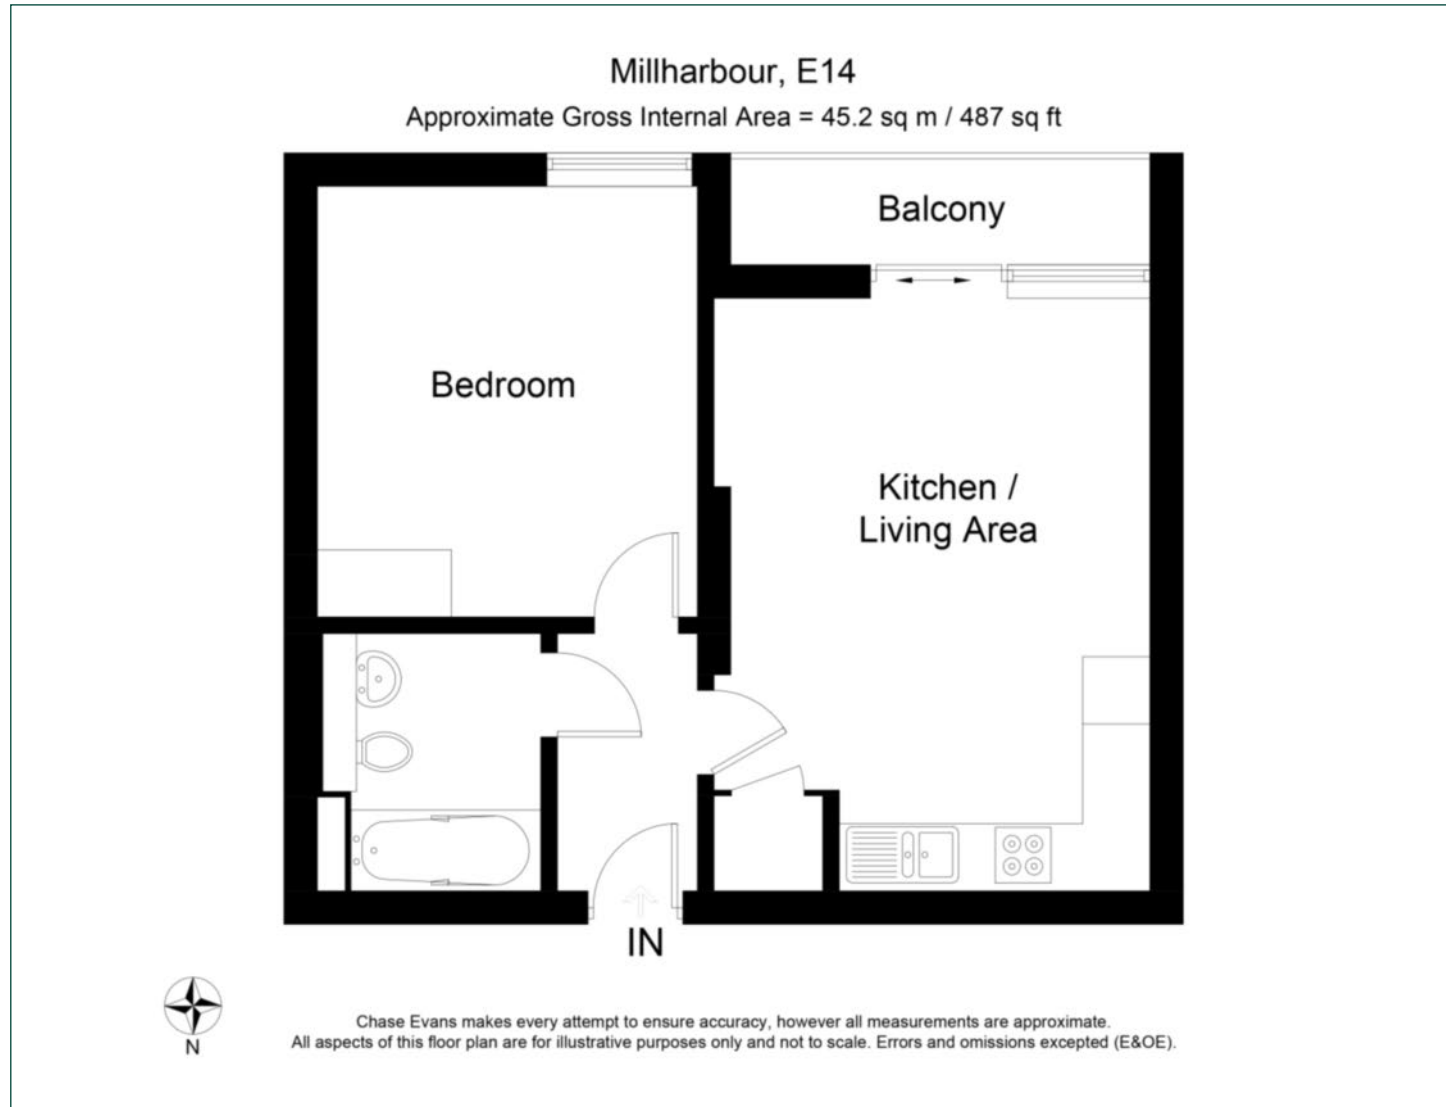 Millharbour, E14
Approximate Gross Internal Area = 45.2 sq m / 487 sq ft
Balcony
Bedroom
Kitchen /
Living Area
IN
N
Chase Evans makes every attempt to ensure accuracy, however all measurements are approximate.
All aspects of this floor plan are for illustrative purposes only and not to scale. Errors and omissions excepted (E&OE).